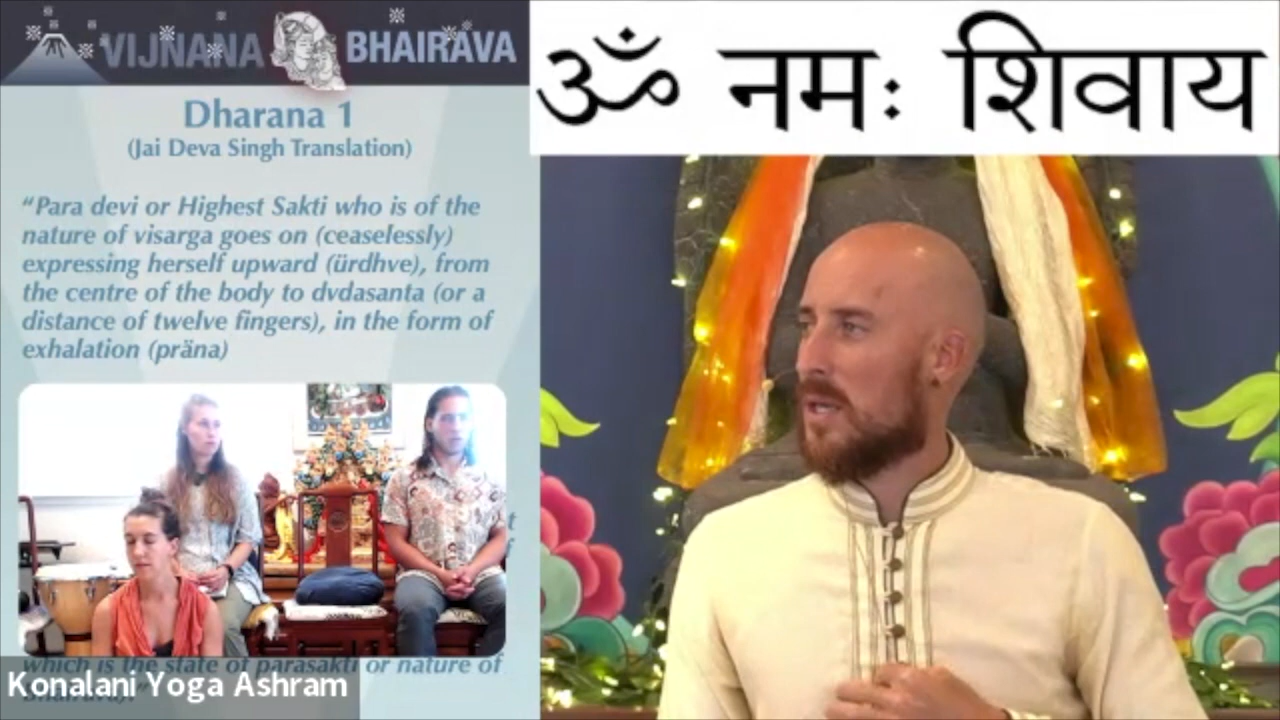 VIJNANA BHAIRAVA
ॐ नमः शिवाय
Dharana 1
(Jai Deva Singh Translation)
“Para devi or Highest Sakti who is of the
nature of visarga goes on (ceaselessly)
expressing herself upward (ürdhve), from
the centre of the body to dvdasanta (or a
distance of twelve fingers), in the form of
exhalation (präna)
which is the state of parasakti or nature of
Konalani Yoga Ashram